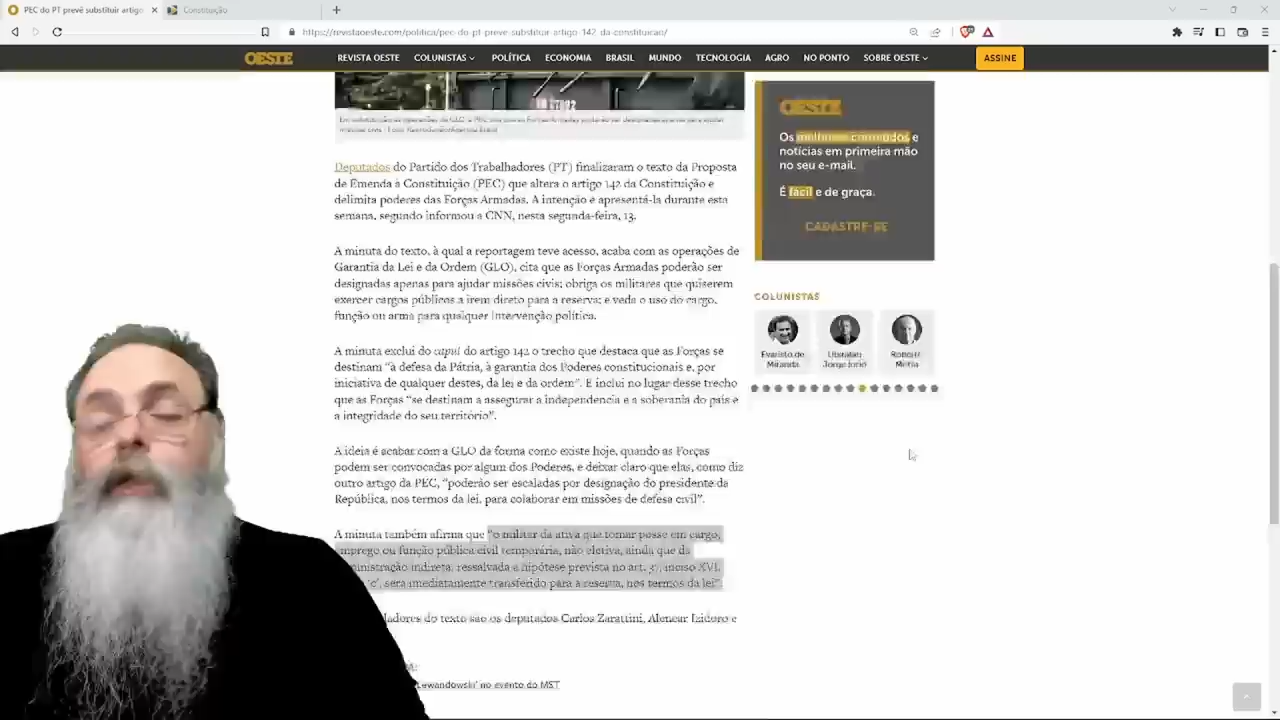 PEC do PT prevê substituir artigo
Constituição
https://revistaoeste.com/politica/pec-do-pt-preve-substituir-artigo-142-da-constituicao/
OESTE
REVISTA OESTE
COLUNISTAS
POLÍTICA
ECONOMIA
BRASIL
MUNDO
TECNOLOGIA
AGRO
NO PONTO
SOBRE OESTE
ASSINE
OESTE
Os melhores conteúdos e
notícias em primeira mão
no seu e-mail.
É fácil e de graça.
CADASTRE-SE
Deputados do Partido dos Trabalhadores (PT) finalizaram o texto da Proposta
de Emenda à Constituição (PEC) que altera o artigo 142 da Constituição e
delimita poderes das Forças Armadas. A intenção é apresentá-la durante esta
semana, segundo informou a CNN, nesta segunda-feira, 13.
A minuta do texto, à qual a reportagem teve acesso, acaba com as operações de
Garantia da Lei e da Ordem (GLO), cita que as Forças Armadas poderão ser
designadas apenas para ajudar missões civis; obriga os militares que quiserem
exercer cargos públicos a irem direto para a reserva; e veda o uso do cargo,
função ou arma para qualquer intervenção política.
COLUNISTAS
Evaristo de
Miranda
Ubiratan
Jorge Iorio
A minuta exclui do caput do artigo 142 o trecho que destaca que as Forças se
destinam "à defesa da Pátria, à garantia dos Poderes constitucionais e, por
iniciativa de qualquer destes, da lei e da ordem". E inclui no lugar desse trecho
que as Forças "se destinam a assegurar a independência e a soberania do país e
a integridade do seu território".
A ideia é acabar com a GLO da forma como existe hoje, quando as Forças
podem ser convocadas por algum dos Poderes, e deixar claro que elas, como diz
outro artigo da PEC, "poderão ser escaladas por designação do presidente da
República, nos termos da lei, para colaborar em missões de defesa civil".
A minuta também afirma que "o militar da ativa que tomar posse em cargo,
emprego ou função pública civil temporária, não eletiva, ainda que da
ministração indireta, ressalvada a hipótese prevista no art. inciso XVI,
'c', será imediatamente transferido para a reserva, nos termos da lei".
ladores do texto são os deputados Carlos Zarattini, Alencar Izidoro e
Lewandowski' no evento do MST